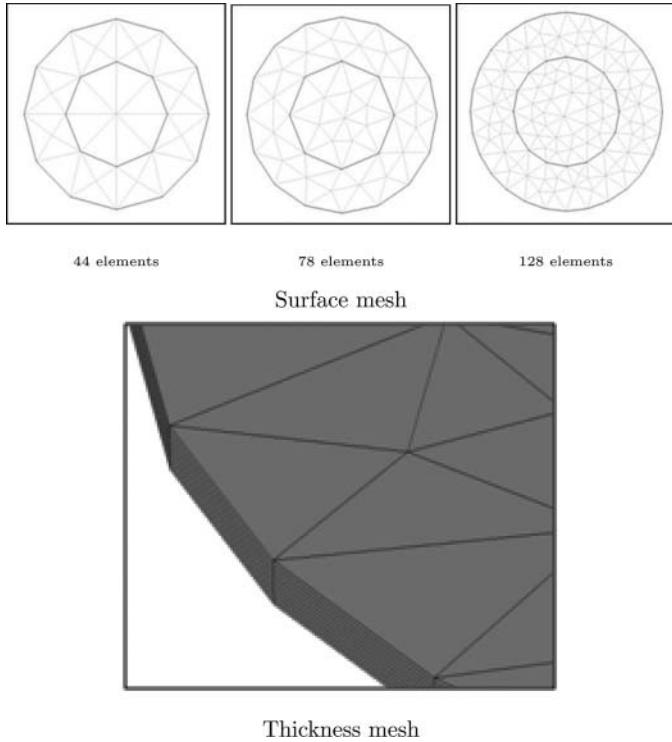 44 elements
78 elements
128 elements
Surface mesh
Thickness mesh